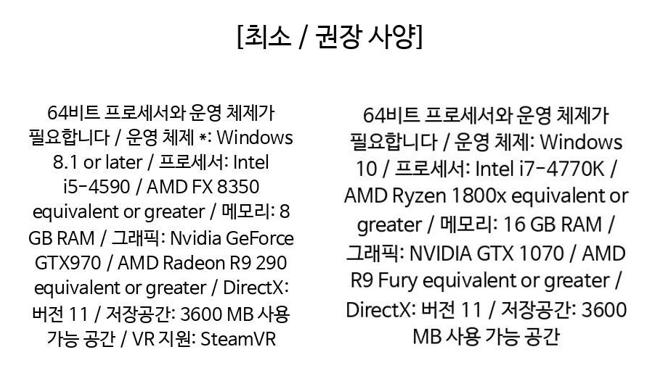 [최소 / 권장 사양]
64비트 프로세서와 운영 체제가
필요합니다 / 운영 체제 *: Windows
8.1 or later / 프로세서: Intel
i5-4590 / AMD FX 8350
equivalent or greater / 메모리: 8
GB RAM / 그래픽: Nvidia GeForce
GTX970 / AMD Radeon R9 290
equivalent or greater / DirectX:
버전 11 / 저장공간: 3600 MB 사용
가능 공간 / VR 지원: SteamVR
64비트 프로세서와 운영 체제가
필요합니다 / 운영 체제: Windows
10 / 프로세서: Intel i7-4770K /
AMD Ryzen 1800x equivalent or
greater / 메모리: 16 GB RAM /
그래픽: NVIDIA GTX 1070 / AMD
R9 Fury equivalent or greater /
DirectX: 버전 11 / 저장공간: 3600
MB 사용 가능 공간